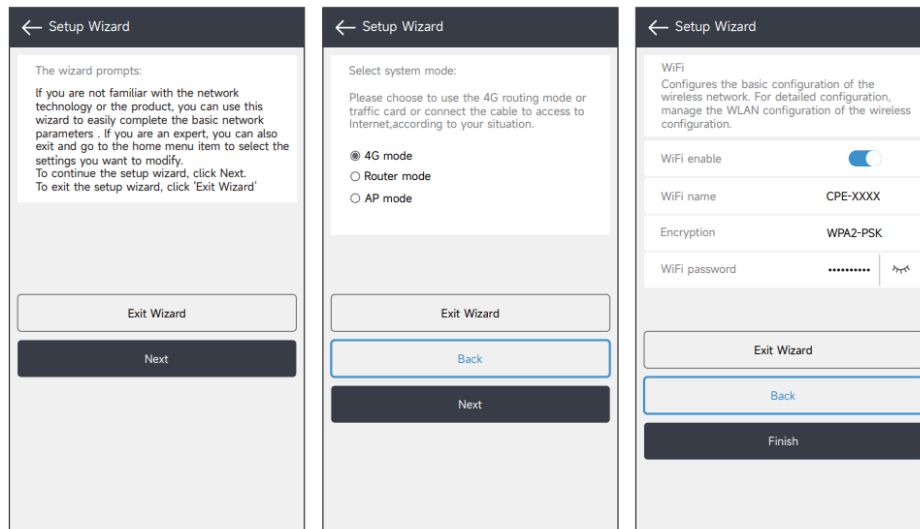 Setup Wizard
The wizard prompts:
If you are not familiar with the network
technology or the product, you can use this
wizard to easily complete the basic network
parameters . If you are an expert, you can also
exit and go to the home menu item to select the
settings you want to modify.
To continue the setup wizard, click Next.
To exit the setup wizard, click 'Exit Wizard'
Exit Wizard
Next
Setup Wizard
Select system mode:
Please choose to use the 4G routing mode or
traffic card or connect the cable to access to
Internet,according to your situation.
4G mode
Router mode
AP mode
Exit Wizard
Back
Next
Setup Wizard
WiFi
Configures the basic configuration of the
wireless network. For detailed configuration,
manage the WLAN configuration of the wireless
configuration.
WiFi enable
WiFi name CPE-XXXX
Encryption WPA2-PSK
WiFi password ••••••••••
Exit Wizard
Back
Finish